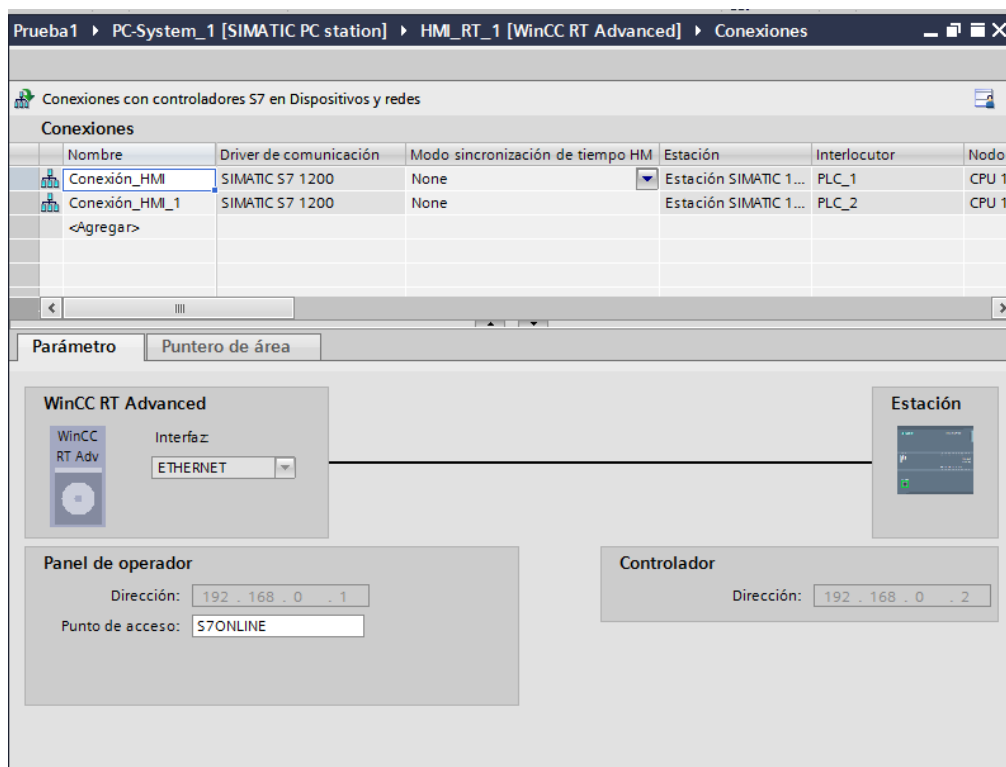 Prueba1 PC-System_1 [SIMATIC PC station] HMI_RT_1 [WinCC RT Advanced] Conexiones
Conexiones con controladores S7 en Dispositivos y redes
Conexiones
Nombre Driver de comunicación Modo sincronización de tiempo HM Estación Interlocutor Nodo
Conexión_HMI SIMATIC S7 1200 None Estación SIMATIC 1... PLC_1 CPU 1
Conexión_HMI_1 SIMATIC S7 1200 None Estación SIMATIC 1... PLC_2 CPU 1
<Agregar>
Parámetro Puntero de área
WinCC RT Advanced Estación
WinCC
RT Adv
Interfaz:
ETHERNET
Panel de operador
Dirección: 192 . 168 . 0 . 1
Punto de acceso: S7ONLINE
Controlador
Dirección: 192 . 168 . 0 . 2